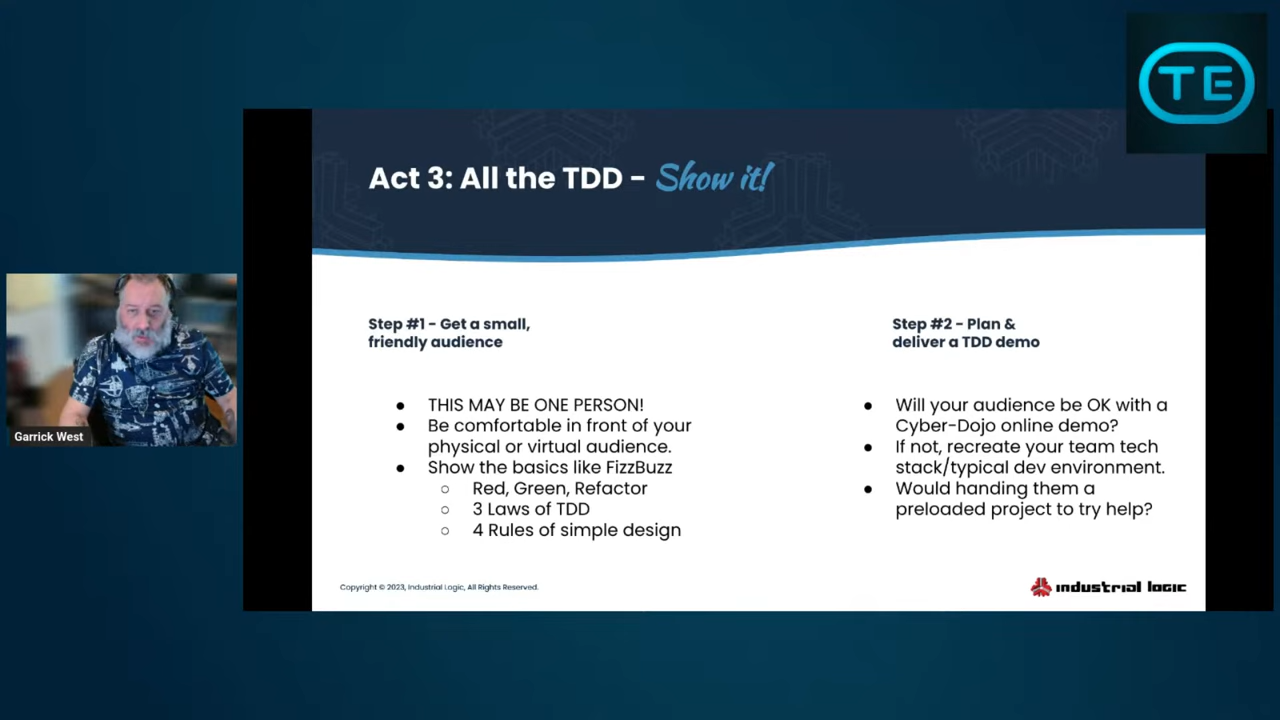 TE
Act 3: All the TDD - Show it!
Step #1 - Get a small,
friendly audience
● THIS MAY BE ONE PERSON!
● Be comfortable in front of your
physical or virtual audience.
● Show the basics like FizzBuzz
○ Red, Green, Refactor
○ 3 Laws of TDD
○ 4 Rules of simple design
Step #2 - Plan &
deliver a TDD demo
● Will your audience be OK with a
Cyber-Dojo online demo?
● If not, recreate your team tech
stack/typical dev environment.
● Would handing them a
preloaded project to try help?
Garrick West
Copyright © 2023, Industrial Logic, All Rights Reserved.
industrial logic